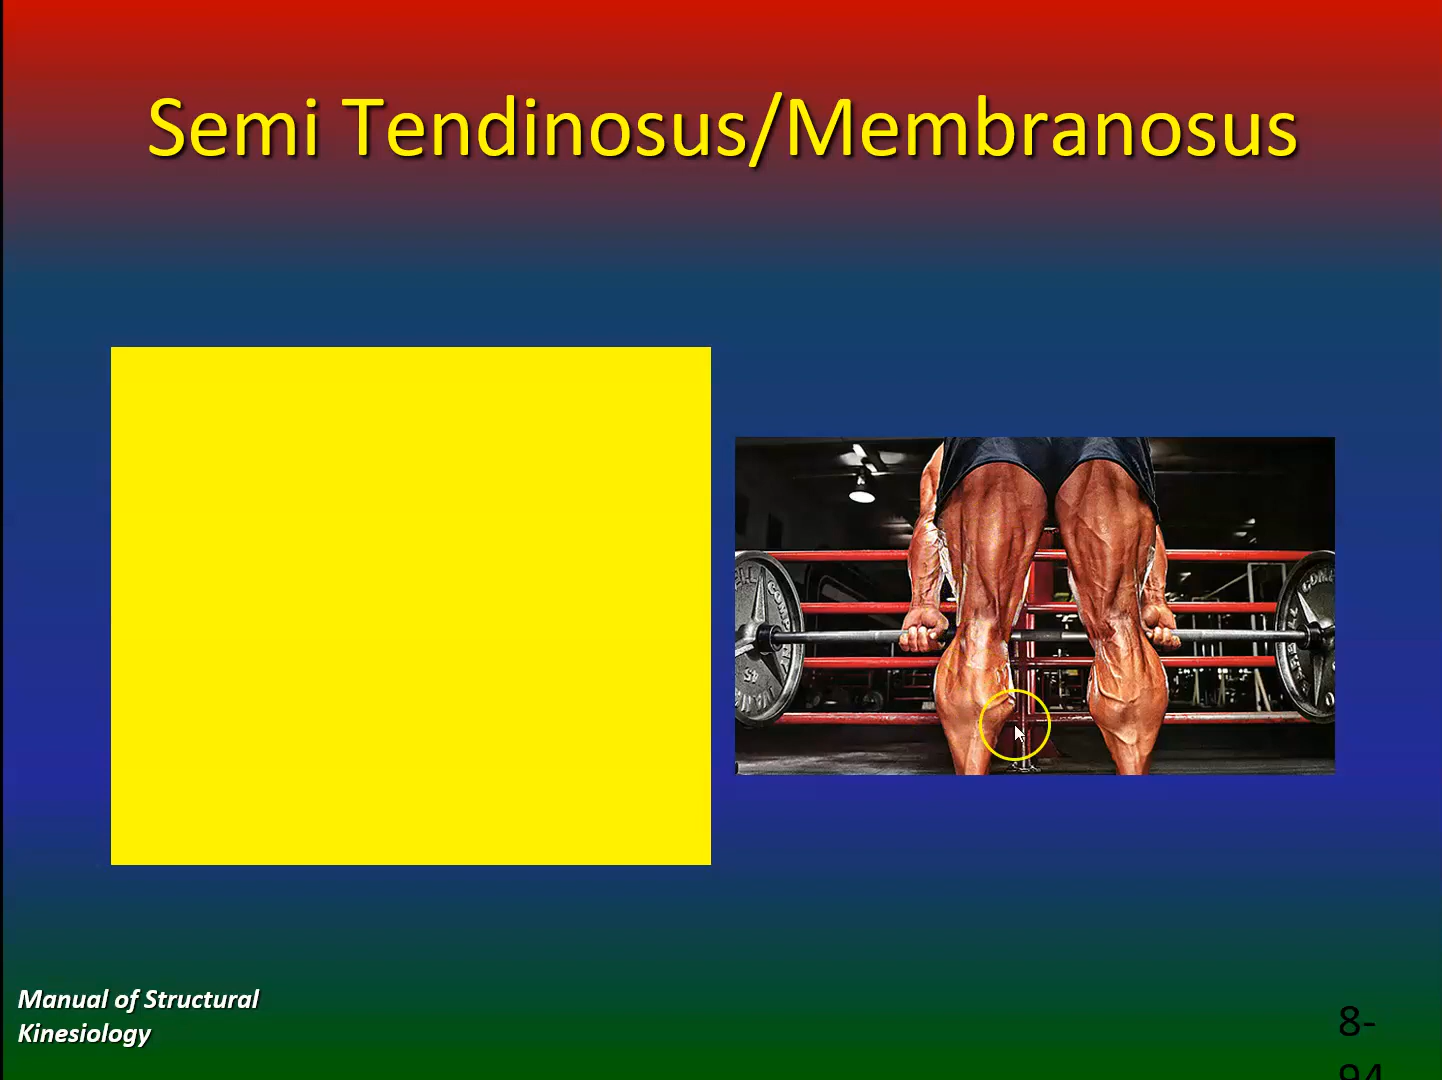 Semi Tendinosus/Membranosus
Manual of Structural
Kinesiology
8-
94